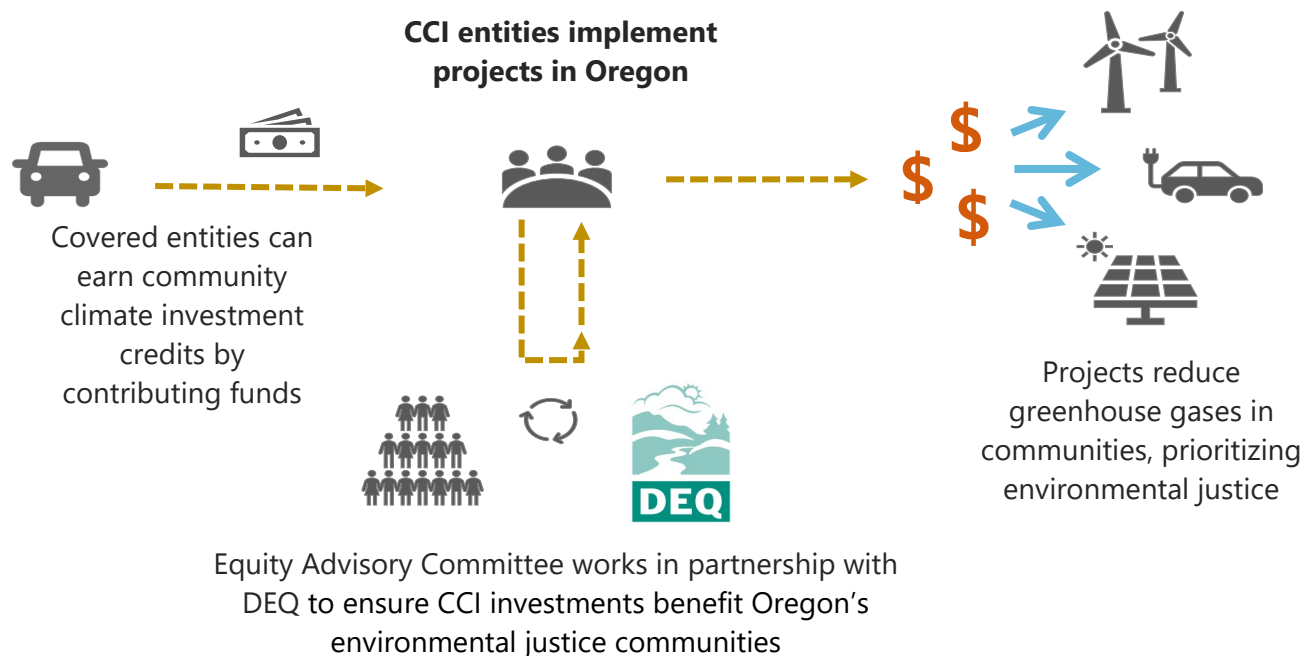 CCI entities implement
projects in Oregon
$
$
$
Covered entities can
earn community
climate investment
credits by
contributing funds
DEQ
Projects reduce
greenhouse gases in
communities, prioritizing
environmental justice
Equity Advisory Committee works in partnership with
DEQ to ensure CCI investments benefit Oregon’s
environmental justice communities